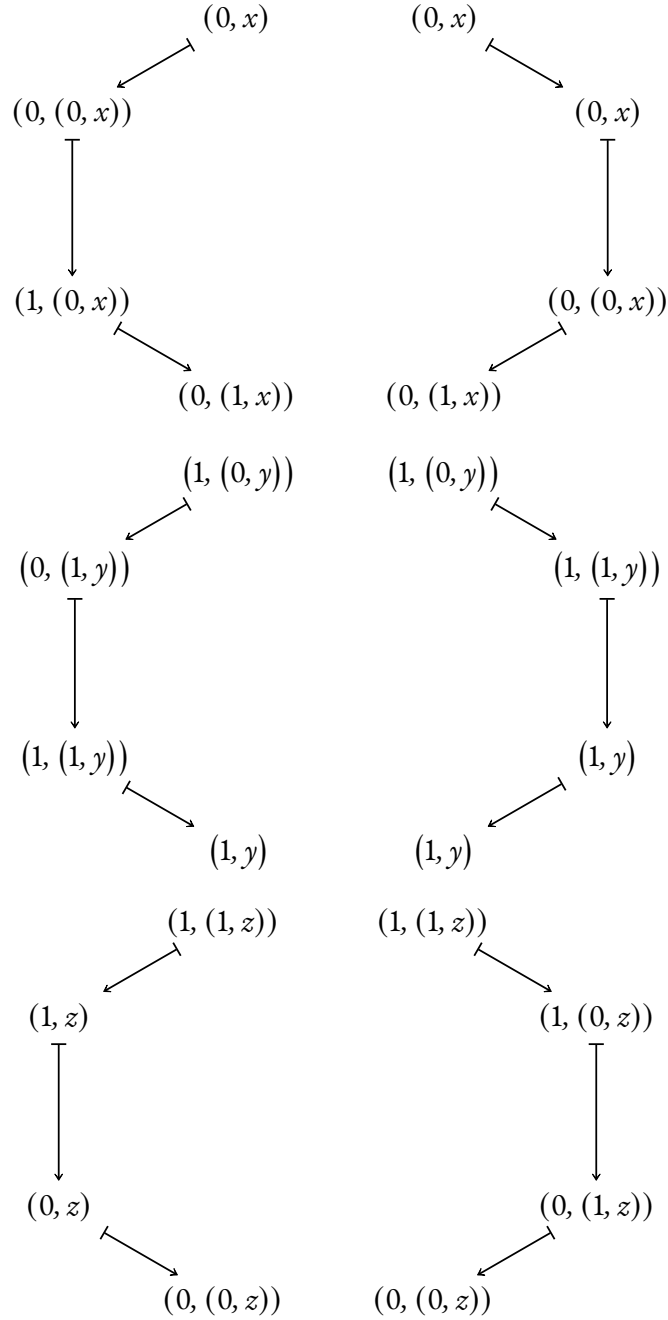 (0, x) (0, x)
(0, (0, x)) (0, x)
(1, (0, x)) (0, (0, x))
(0, (1, x)) (0, (1, x))
(1, (0, y)) (1, (0, y))
(0, (1, y)) (1, (1, y))
(1, (1, y)) (1, y)
(1, y) (1, y)
(1, (1, z)) (1, (1, z))
(1, z) (1, (0, z))
(0, z) (0, (1, z))
(0, (0, z)) (0, (0, z))